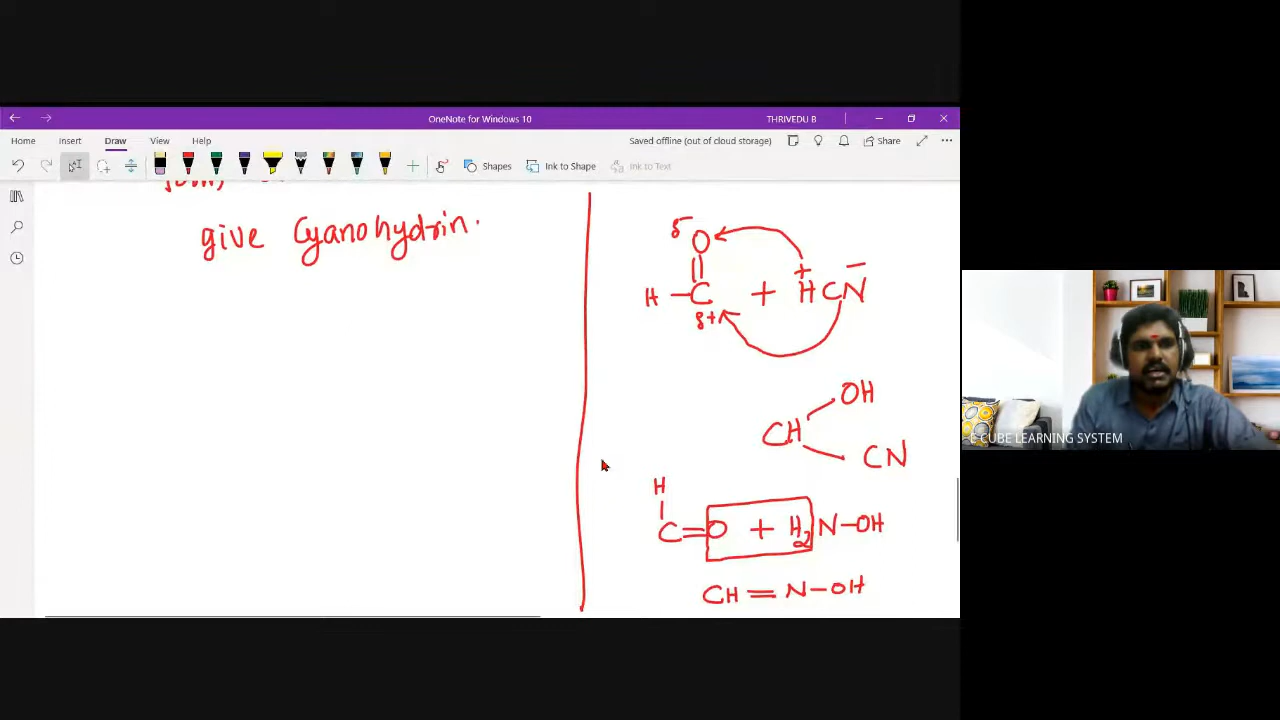 OneNote for Windows 10
THRIVEDU B
Home Insert Draw View Help
Saved offline (out of cloud storage)
Share
Shapes
Ink to Shape
Ink to Text
give Cyanohydrin.
δ-
O
+ -
H - C + HCN
δ+
OH
CH
CN
H
C = O + H2 N - OH
CH = N - OH
C CUBE LEARNING SYSTEM